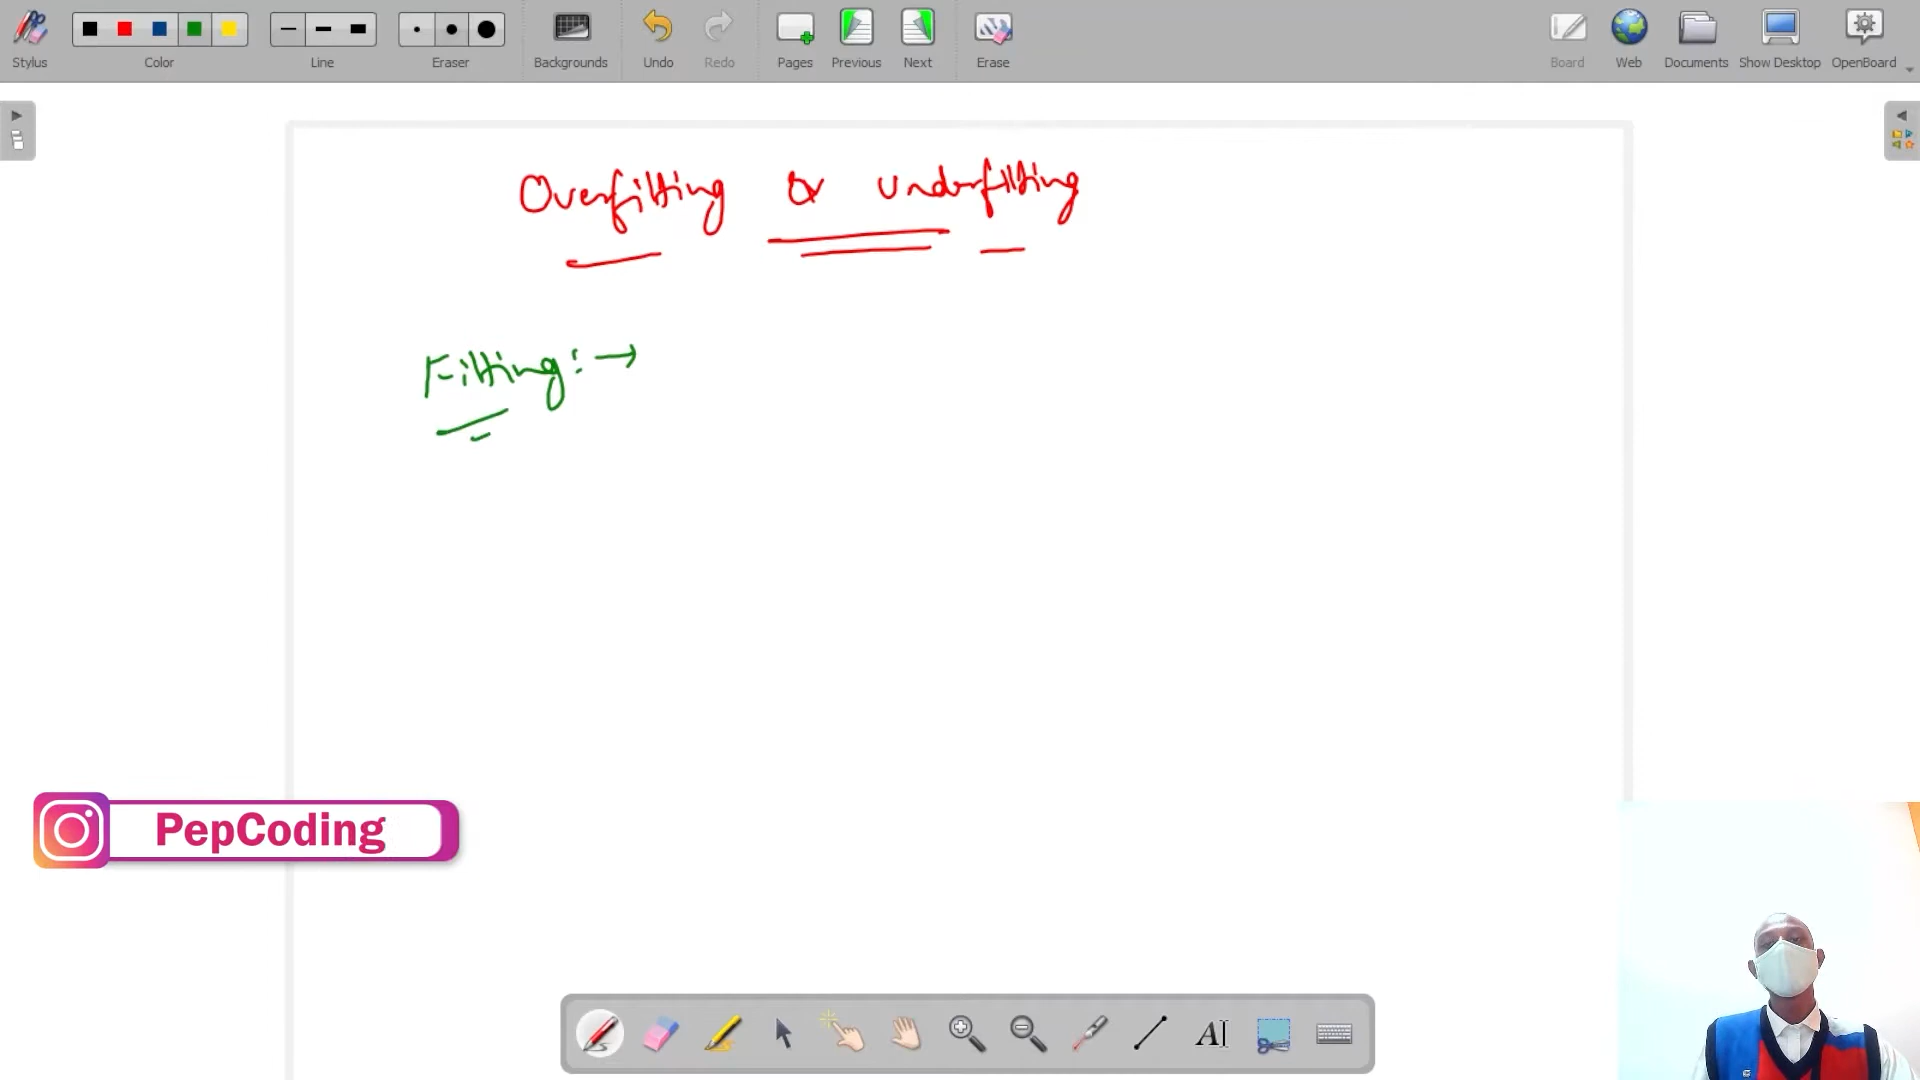 Stylus Color Line Eraser Backgrounds Undo Redo Pages Previous Next Erase Board Web Documents Show Desktop OpenBoard
Overfitting & Underfitting
Fitting: →
PepCoding
AI